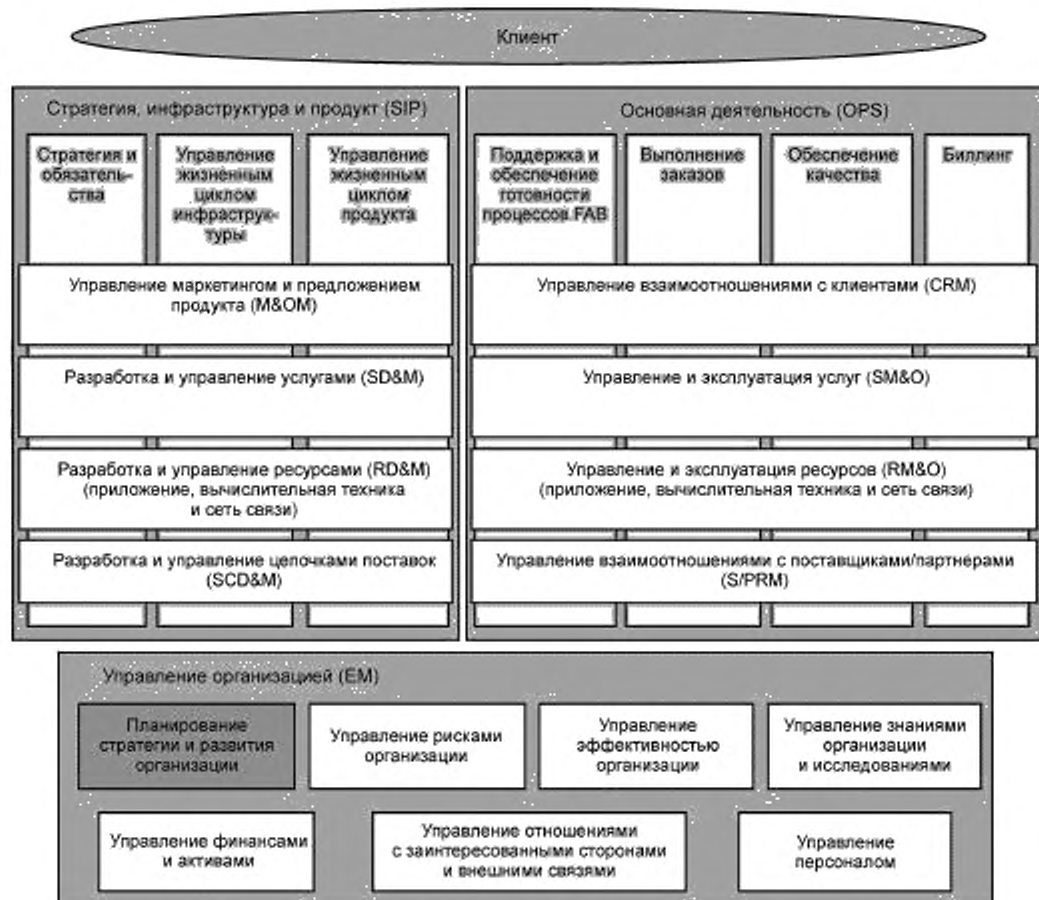 Клиент
Стратегия, инфраструктура и продукт (SIP)
Стратегия и
обязатель-
ства
Управление
жизненным
циклом
инфраструк-
туры
Управление
жизненным
циклом
продукта
Управление маркетингом и предложением
продукта (M&OM)
Разработка и управление услугами (SD&M)
Разработка и управление ресурсами (RD&M)
(приложение, вычислительная техника
и сеть связи)
Разработка и управление цепочками поставок
(SCD&M)
Основная деятельность (OPS)
Поддержка и
обеспечение
готовности
процессов FAB
Выполнение
заказов
Обеспечение
качества
Биллинг
Управление взаимоотношениями с клиентами (CRM)
Управление и эксплуатация услуг (SM&O)
Управление и эксплуатация ресурсов (RM&O)
(приложение, вычислительная техника и сеть связи)
Управление взаимоотношениями с поставщиками/партнерами
(S/PRM)
Управление организацией (EM)
Планирование
стратегии и развития
организации
Управление рисками
организации
Управление
эффективностью
организации
Управление знаниями
организации
и исследованиями
Управление финансами
и активами
Управление отношениями
с заинтересованными сторонами
и внешними связями
Управление
персоналом